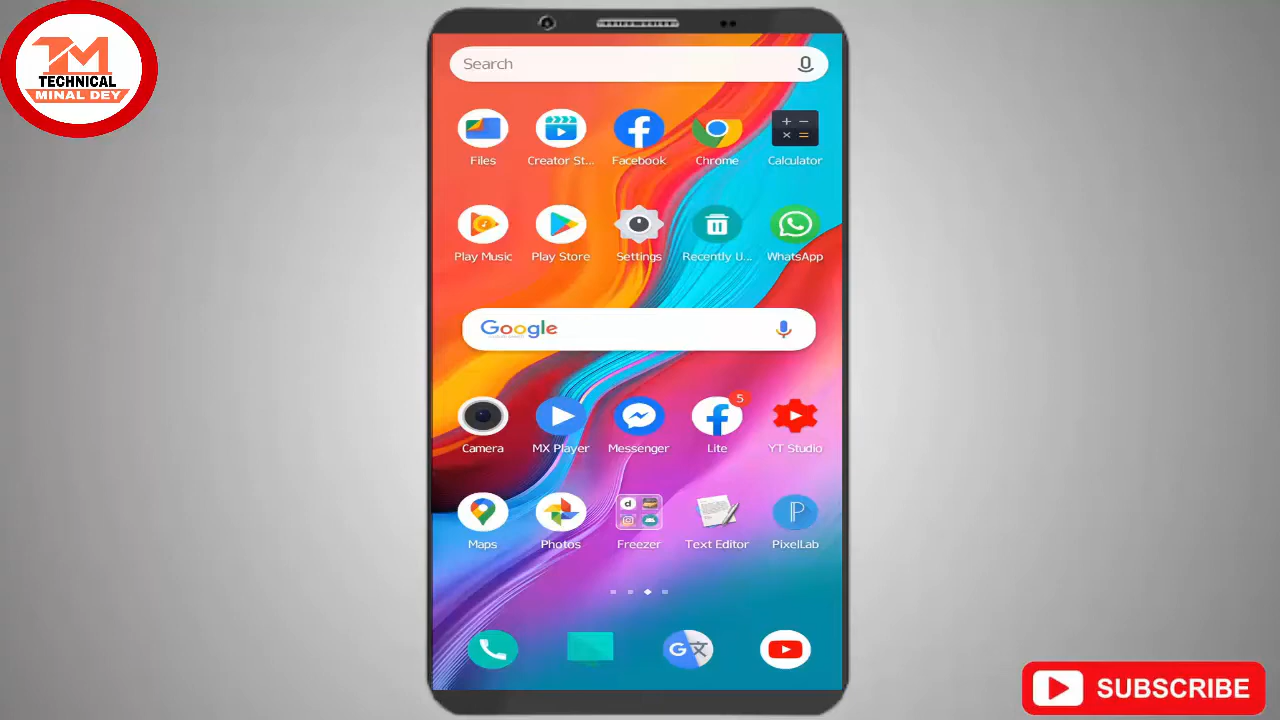 TM
TECHNICAL
MINAL DEY
Search
Files
Creator St...
Facebook
Chrome
Calculator
Play Music
Play Store
Settings
Recently U...
WhatsApp
Google
5
Camera
MX Player
Messenger
Lite
YT Studio
Maps
Photos
Freezer
Text Editor
PixelLab
SUBSCRIBE